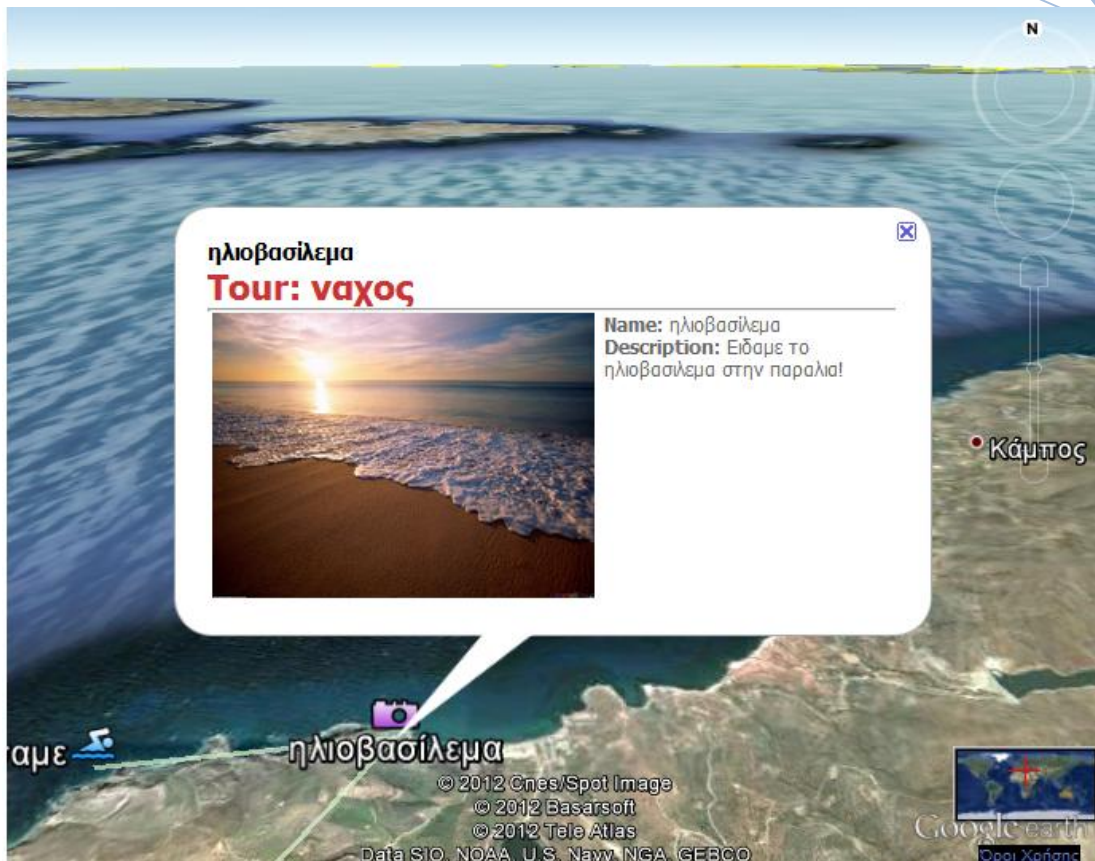 N
ηλιοβασίλεμα
Tour: ναχος
Name: ηλιοβασίλεμα
Description: Ειδαμε το
ηλιοβασιλεμα στην παραλια!
Κάμπος
αμε
ηλιοβασίλεμα
© 2012 Cnes/Spot Image
© 2012 Basarsoft
© 2012 Tele Atlas
Data SIO, NOAA, U.S. Navy, NGA, GEBCO
Google earth
Όροι Χρήσης